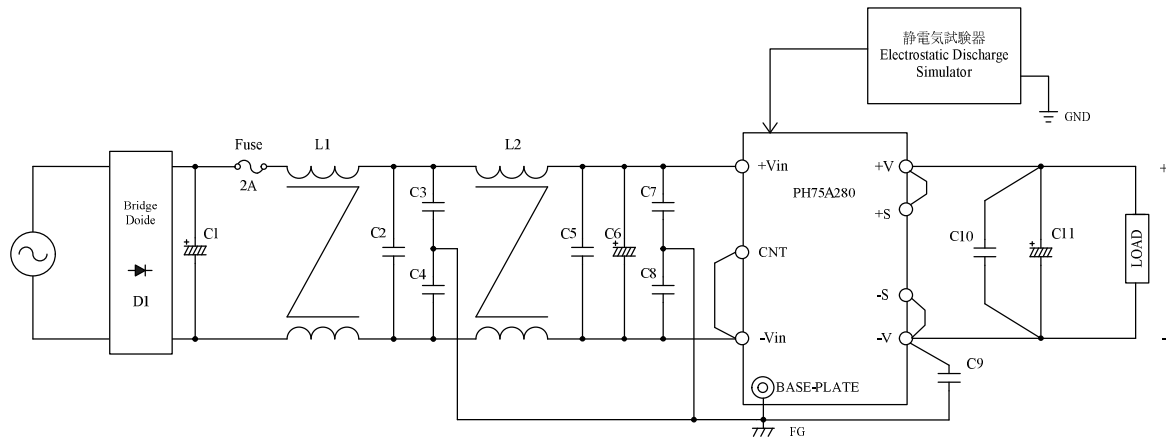 静電気試験器
Electrostatic Discharge
Simulator
GND
Fuse
2A
L1
L2
Bridge
Doide
D1
C1
C2
C3
C4
C5
C6
C7
C8
+Vin
CNT
-Vin
PH75A280
+V
+S
-S
-V
BASE-PLATE
FG
C9
C10
C11
LOAD
+
-